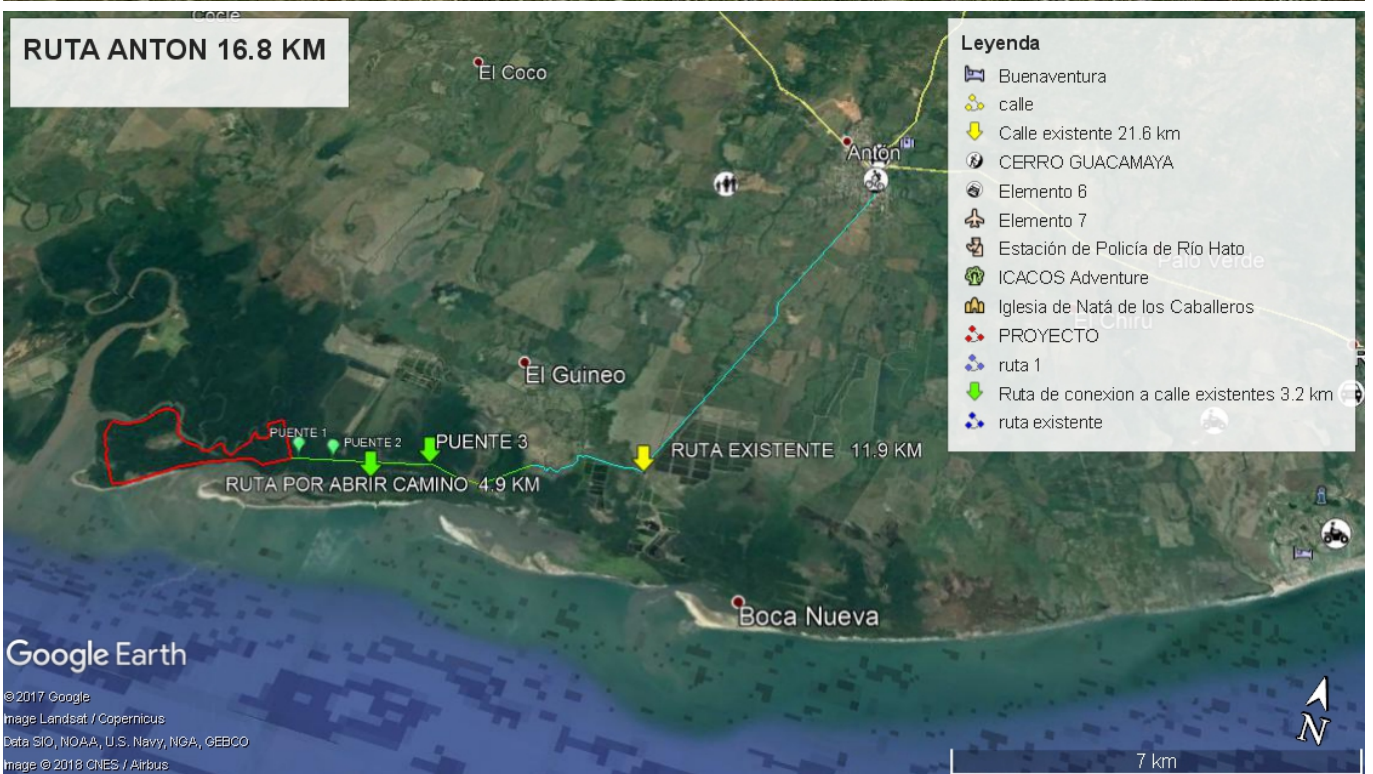 Cocle
RUTA ANTON 16.8 KM
El Coco
Antón
El Guineo
PUENTE 1
PUENTE 2
PUENTE 3
RUTA EXISTENTE 11.9 KM
RUTA POR ABRIR CAMINO 4.9 KM
Boca Nueva
Leyenda
Buenaventura
calle
Calle existente 21.6 km
CERRO GUACAMAYA
Elemento 6
Elemento 7
Estación de Policía de Río Hato
Palo Verde
ICACOS Adventure
Iglesia de Natá de los Caballeros
El Chirú
PROYECTO
ruta 1
Ruta de conexion a calle existentes 3.2 km
ruta existente
Google Earth
©2017 Google
Image Landsat / Copernicus
Data SIO, NOAA, U.S. Navy, NGA, GEBCO
Image © 2018 CNES / Airbus
N
7 km